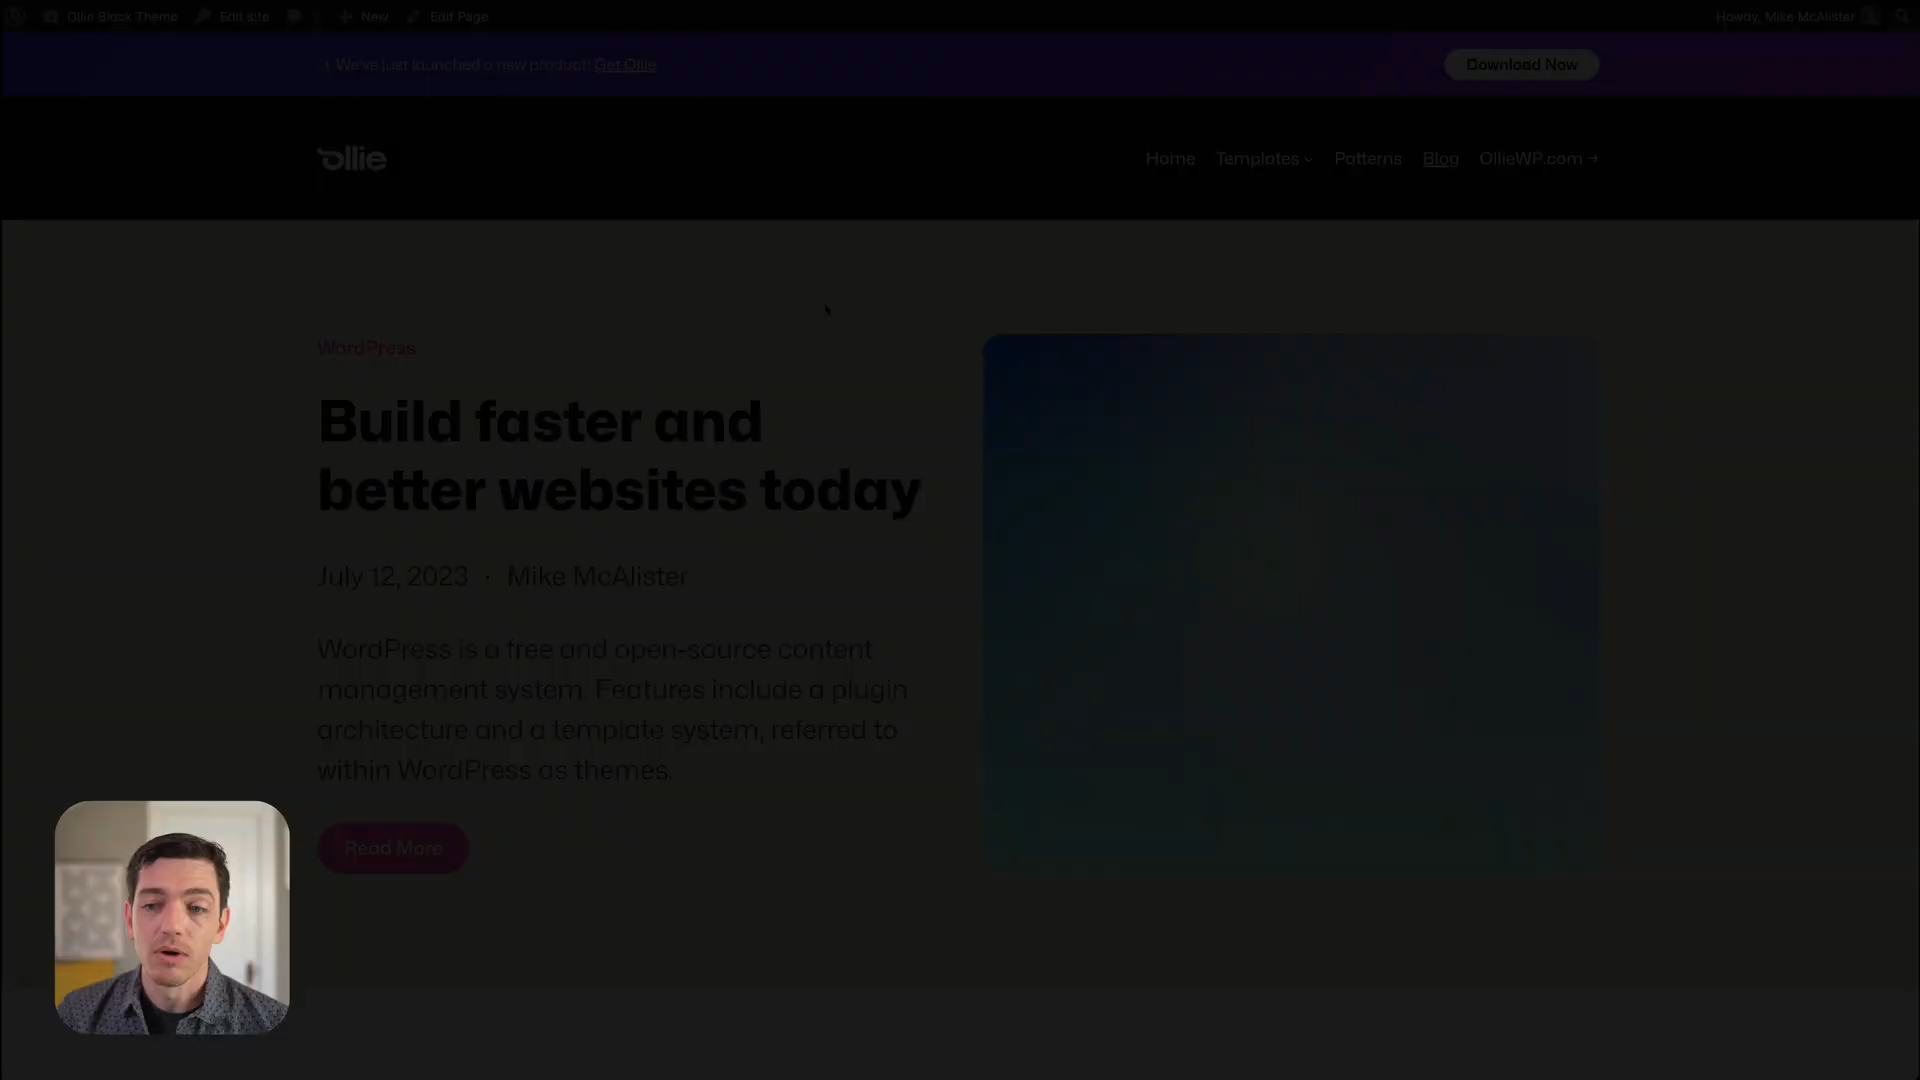 Ollie Block Theme Edit site New Edit Page Howdy, Mike McAlister
We've just launched a new product! Get Ollie Download Now
ollie Home Templates Patterns Blog OllieWP.com →
WordPress
Build faster and
better websites today
July 12, 2023 · Mike McAlister
WordPress is a free and open-source content
management system. Features include a plugin
architecture and a template system, referred to
within WordPress as themes.
Read More